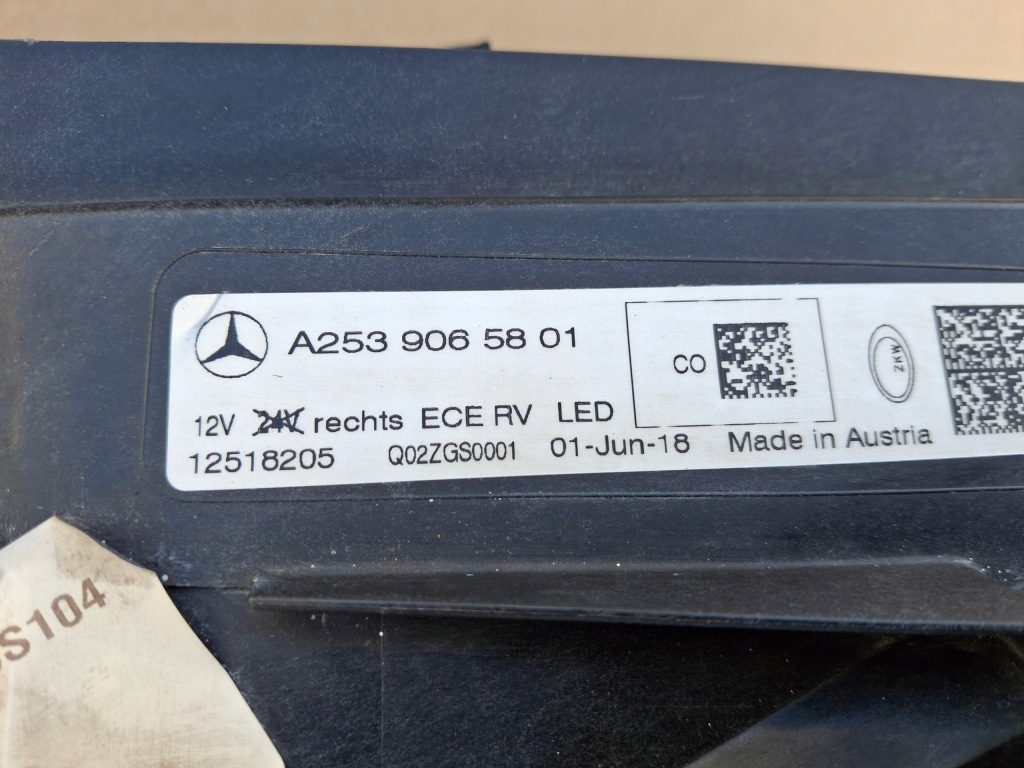 A253 906 58 01
CO
ZKW
12V 24V rechts ECE RV LED
12518205 Q02ZGS0001 01-Jun-18 Made in Austria
S104